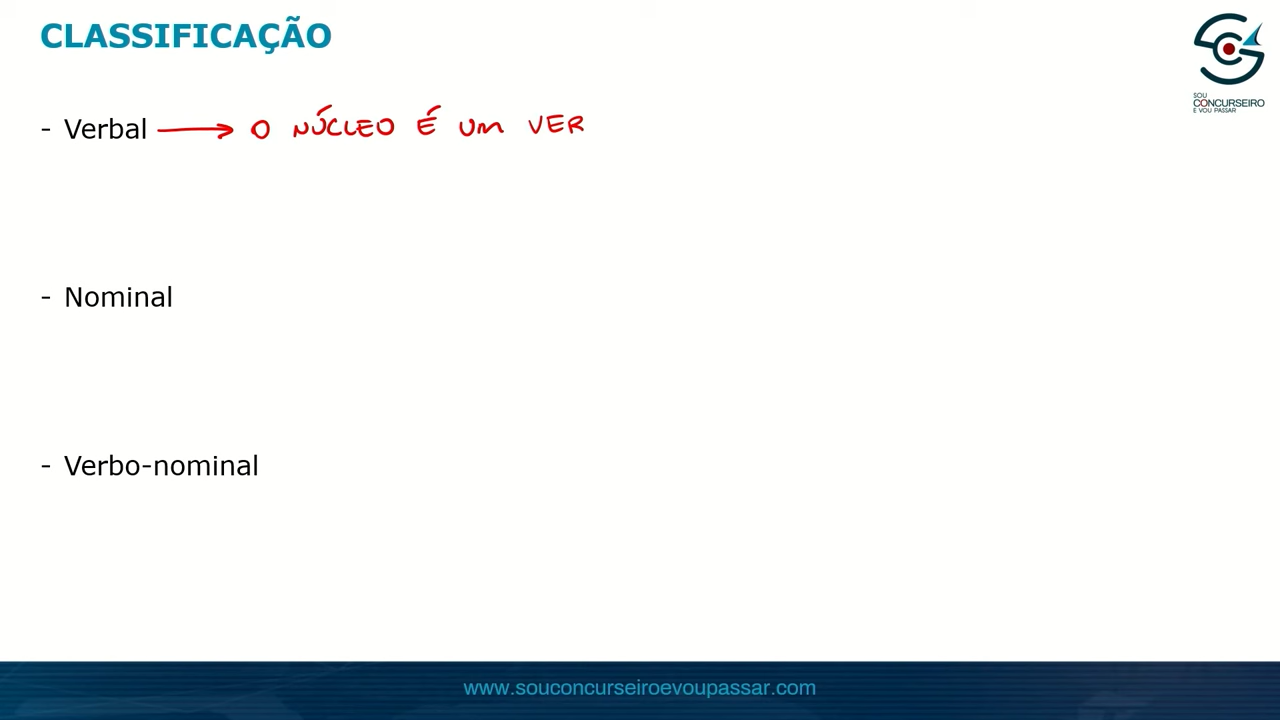 CLASSIFICAÇÃO
SOU
CONCURSEIRO
E VOU PASSAR
- Verbal → O NÚCLEO É UM VER
- Nominal
- Verbo-nominal
www.souconcurseiroevoupassar.com